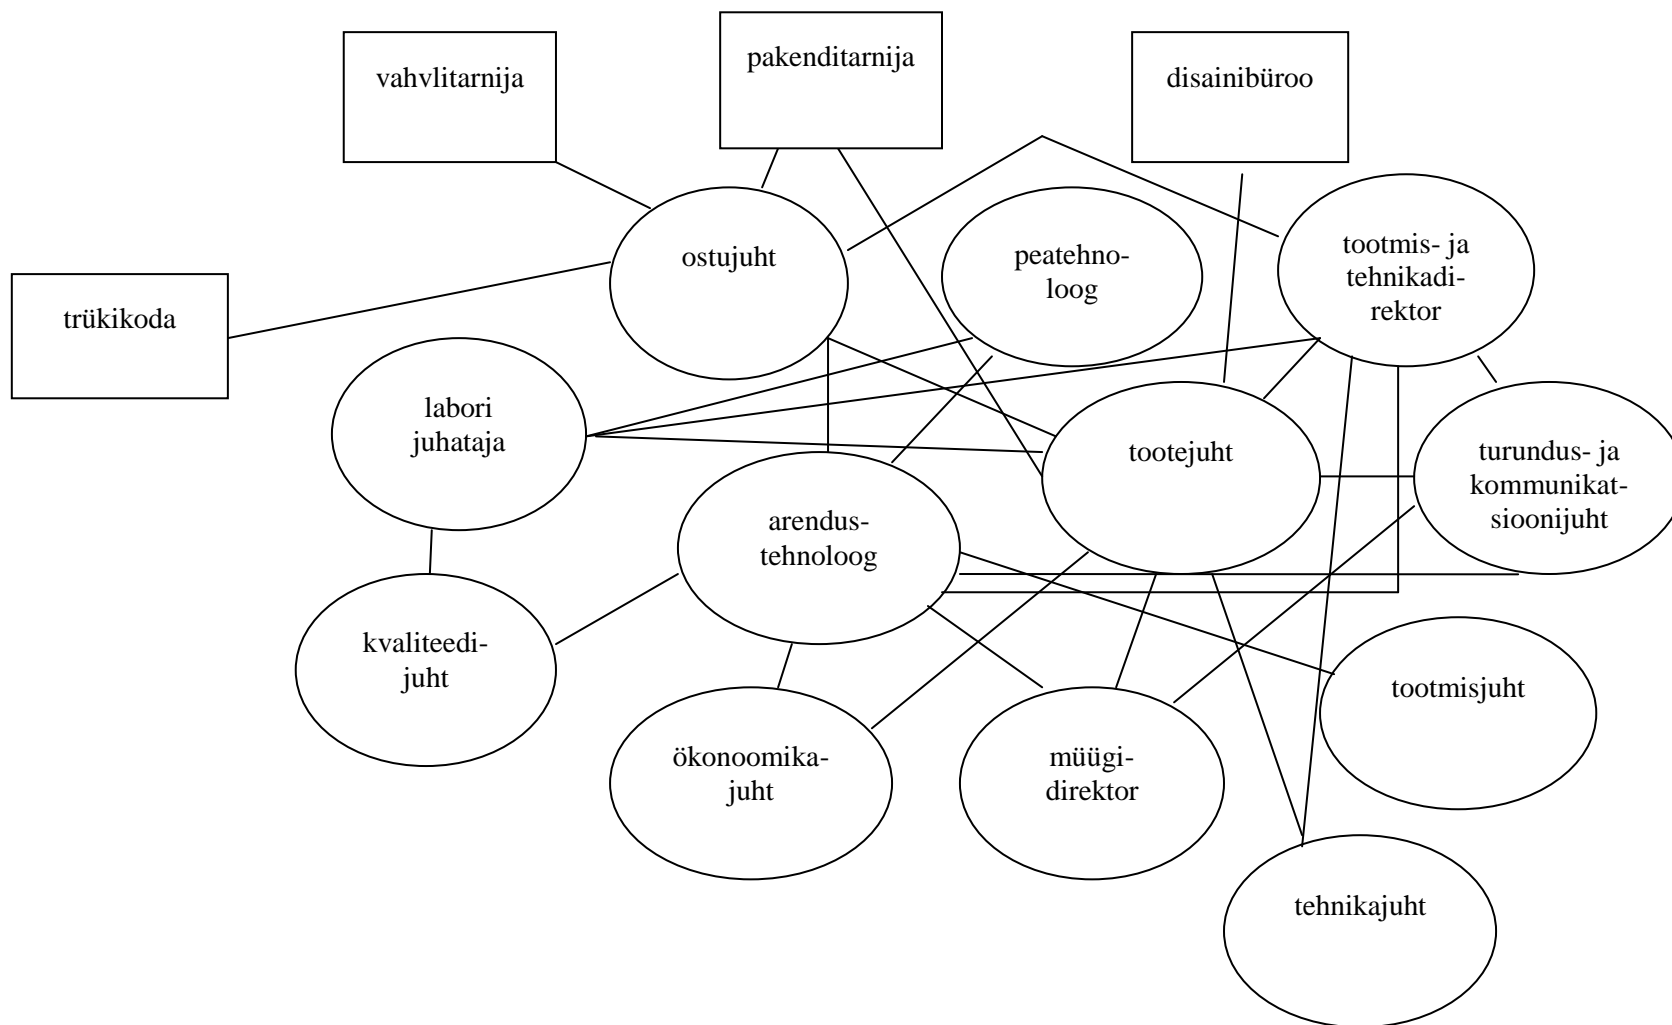 vahvlitarnija
pakenditarnija
disainibüroo
trükikoda
ostujuht
peatehno-
loog
tootmis- ja
tehnikadi-
rektor
labori
juhataja
arendus-
tehnoloog
tootejuht
turundus- ja
kommunikat-
sioonijuht
kvaliteedi-
juht
ökonoomika-
juht
müügi-
direktor
tootmisjuht
tehnikajuht